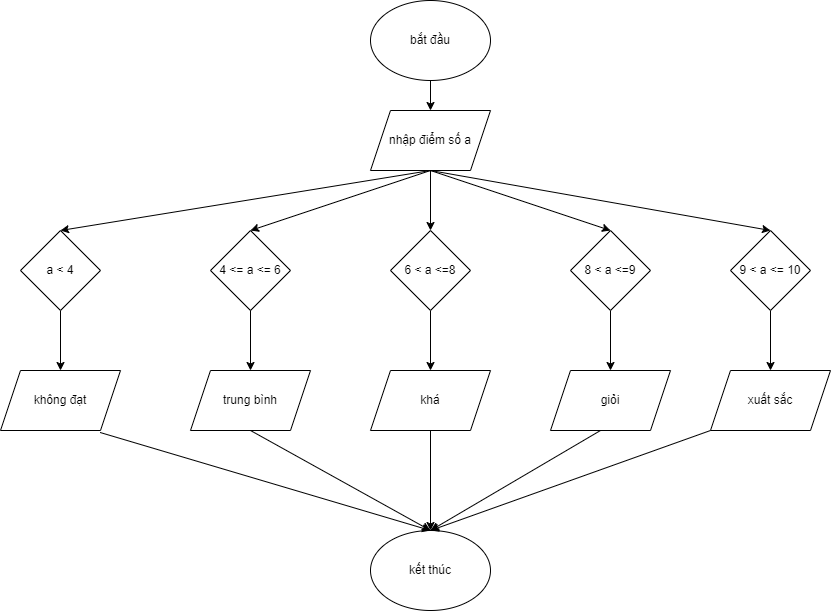 bắt đầu
nhập điểm số a
a < 4
4 <= a <= 6
6 < a <=8
8 < a <=9
9 < a <= 10
không đạt
trung bình
khá
giỏi
xuất sắc
kết thúc